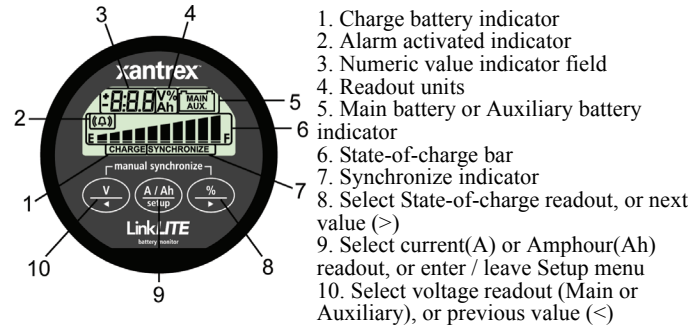 3
4
xantrex
+
-8:8.8 V%
Ah
MAIN
AUX.
5
2
E
F
6
CHARGE SYNCHRONIZE
manual synchronize
V
A / Ah
setup
%
7
1
LinkLITE
battery monitor
10
9
8
1. Charge battery indicator
2. Alarm activated indicator
3. Numeric value indicator field
4. Readout units
5. Main battery or Auxiliary battery
indicator
6. State-of-charge bar
7. Synchronize indicator
8. Select State-of-charge readout, or next
value (>)
9. Select current(A) or Amphour(Ah)
readout, or enter / leave Setup menu
10. Select voltage readout (Main or
Auxiliary), or previous value (<)